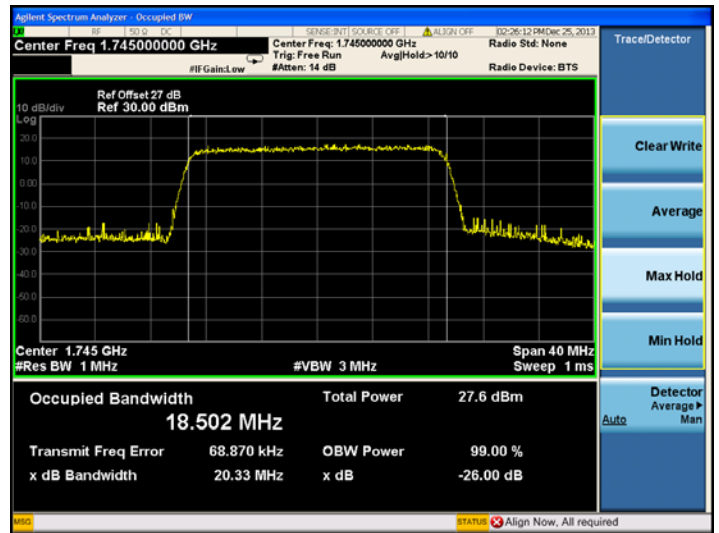 Agilent Spectrum Analyzer - Occupied BW
RF 50 Ω DC SENSE:INT SOURCE OFF ALIGN OFF 02:26:12 PM Dec 25, 2013
Center Freq 1.745000000 GHz
Center Freq: 1.745000000 GHz
Radio Std: None
Trig: Free Run Avg|Hold:>10/10
#IFGain:Low
#Atten: 14 dB
Radio Device: BTS
Trace/Detector
Ref Offset 27 dB
10 dB/div Ref 30.00 dBm
Log
20.0
10.0
0.00
-10.0
-20.0
-30.0
-40.0
-50.0
-60.0
Center 1.745 GHz Span 40 MHz
#Res BW 1 MHz #VBW 3 MHz Sweep 1 ms
Occupied Bandwidth Total Power 27.6 dBm
18.502 MHz
Transmit Freq Error 68.870 kHz OBW Power 99.00 %
x dB Bandwidth 20.33 MHz x dB -26.00 dB
Clear Write
Average
Max Hold
Min Hold
Detector
Average
Auto Man
MSG STATUS Align Now, All required